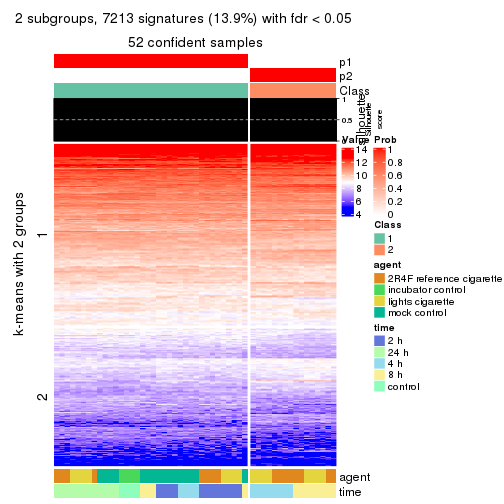 2 subgroups, 7213 signatures (13.9%) with fdr < 0.05
52 confident samples
p1
p2
Class
1
0.5
0
Silhouette
score
silhouette
Value
14
12
10
8
6
4
Prob
1
0.8
0.6
0.4
0.2
0
Class
1
2
agent
2R4F reference cigarette
incubator control
lights cigarette
mock control
time
2 h
24 h
4 h
8 h
control
k-means with 2 groups
1
2
agent
time